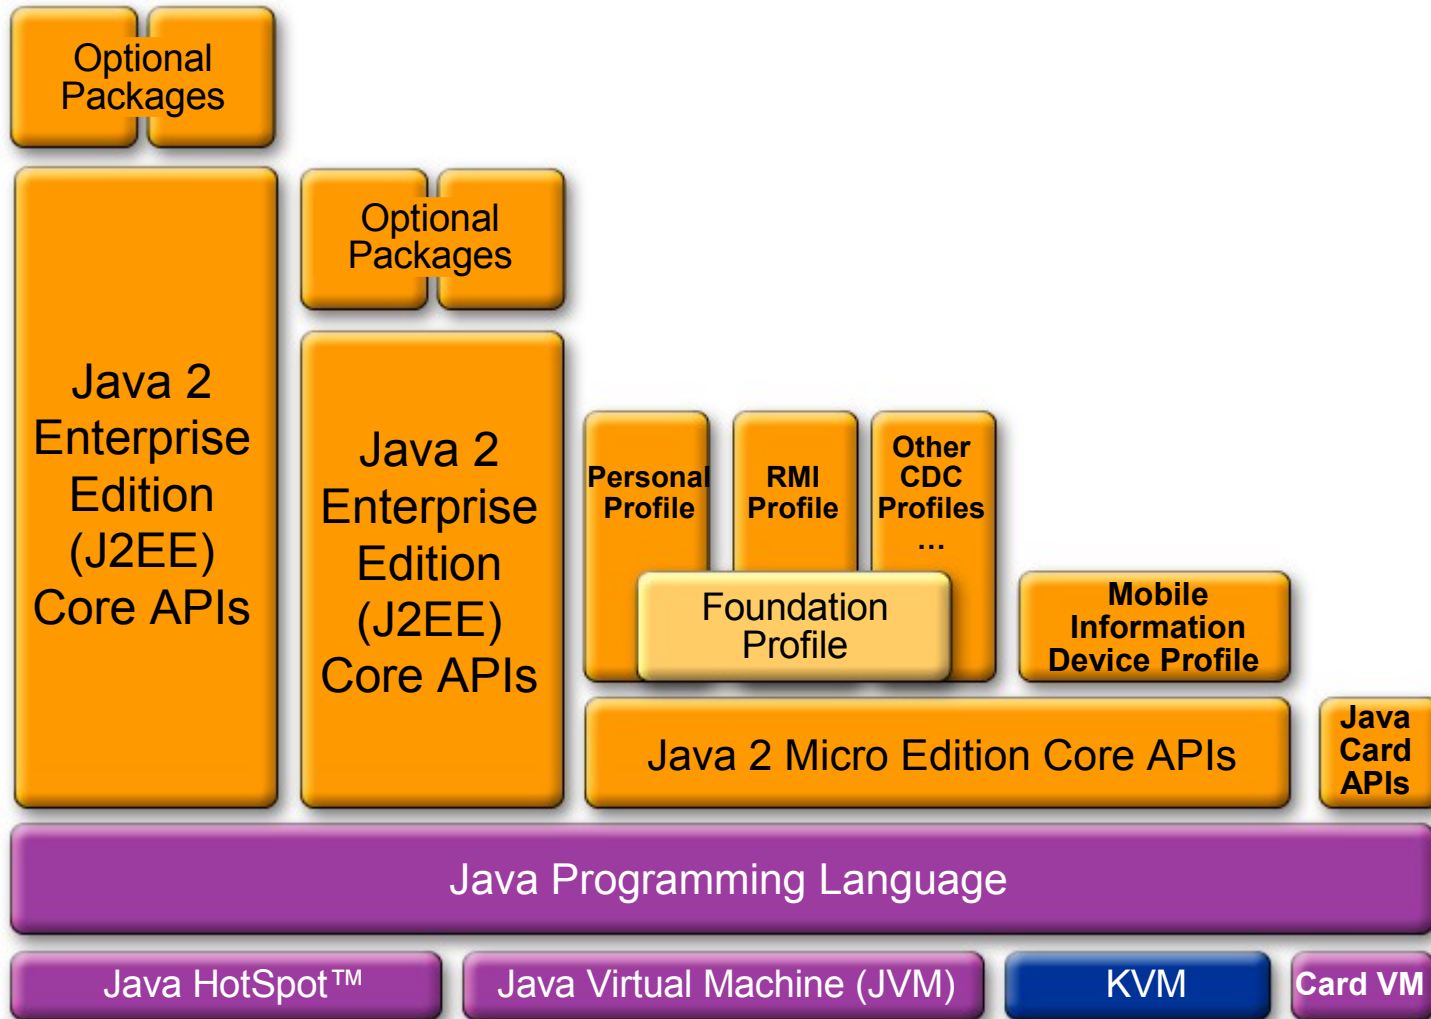 Optional
Packages
Optional
Packages
Java 2
Enterprise
Edition
(J2EE)
Core APIs
Java 2
Enterprise
Edition
(J2EE)
Core APIs
Personal
Profile
RMI
Profile
Other
CDC
Profiles
...
Foundation
Profile
Mobile
Information
Device Profile
Java 2 Micro Edition Core APIs
Java
Card
APIs
Java Programming Language
Java HotSpot™
Java Virtual Machine (JVM)
KVM
Card VM